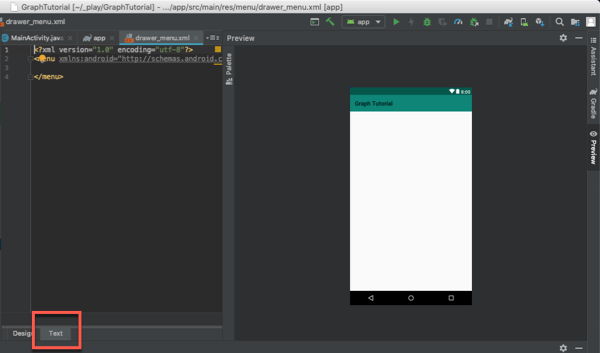 GraphTutorial [~/_play/GraphTutorial] - .../app/src/main/res/menu/drawer_menu.xml [app]
drawer_menu.xml
app
MainActivity.java
app
drawer_menu.xml
Preview
1 <?xml version="1.0" encoding="utf-8"?>
2 <menu xmlns:android="http://schemas.android.c
3
4 </menu>
Palette
8:00
Graph Tutorial
Assistant
Gradle
Preview
Design
Text